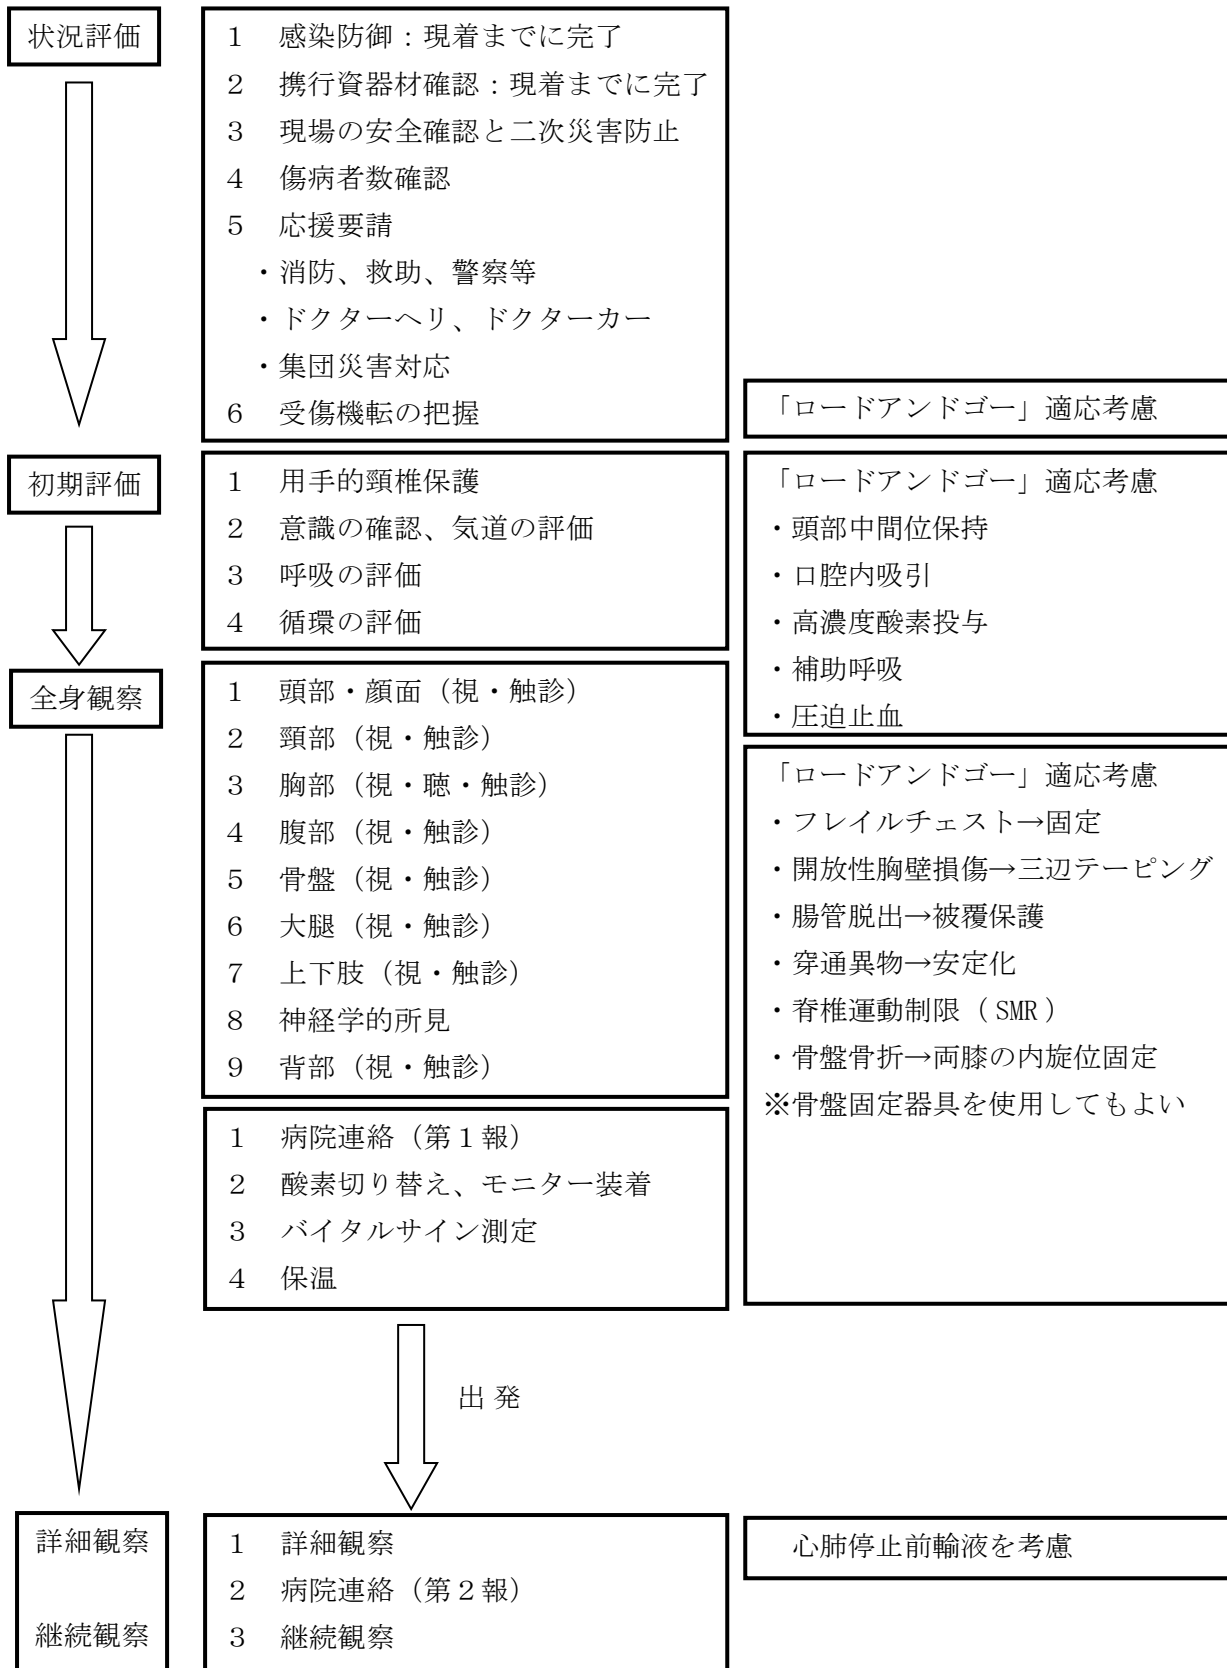 状況評価
１　感染防御：現着までに完了
２　携行資器材確認：現着までに完了
３　現場の安全確認と二次災害防止
４　傷病者数確認
５　応援要請
・消防、救助、警察等
・ドクターヘリ、ドクターカー
・集団災害対応
６　受傷機転の把握
「ロードアンドゴー」適応考慮
初期評価
１　用手的頸椎保護
２　意識の確認、気道の評価
３　呼吸の評価
４　循環の評価
「ロードアンドゴー」適応考慮
・頭部中間位保持
・口腔内吸引
・高濃度酸素投与
・補助呼吸
・圧迫止血
全身観察
１　頭部・顔面（視・触診）
２　頸部（視・触診）
３　胸部（視・聴・触診）
４　腹部（視・触診）
５　骨盤（視・触診）
６　大腿（視・触診）
７　上下肢（視・触診）
８　神経学的所見
９　背部（視・触診）
「ロードアンドゴー」適応考慮
・フレイルチェスト→固定
・開放性胸壁損傷→三辺テーピング
・腸管脱出→被覆保護
・穿通異物→安定化
・脊椎運動制限（SMR）
・骨盤骨折→両膝の内旋位固定
※骨盤固定器具を使用してもよい
１　病院連絡（第１報）
２　酸素切り替え、モニター装着
３　バイタルサイン測定
４　保温
出 発
詳細観察
継続観察
１　詳細観察
２　病院連絡（第２報）
３　継続観察
心肺停止前輸液を考慮